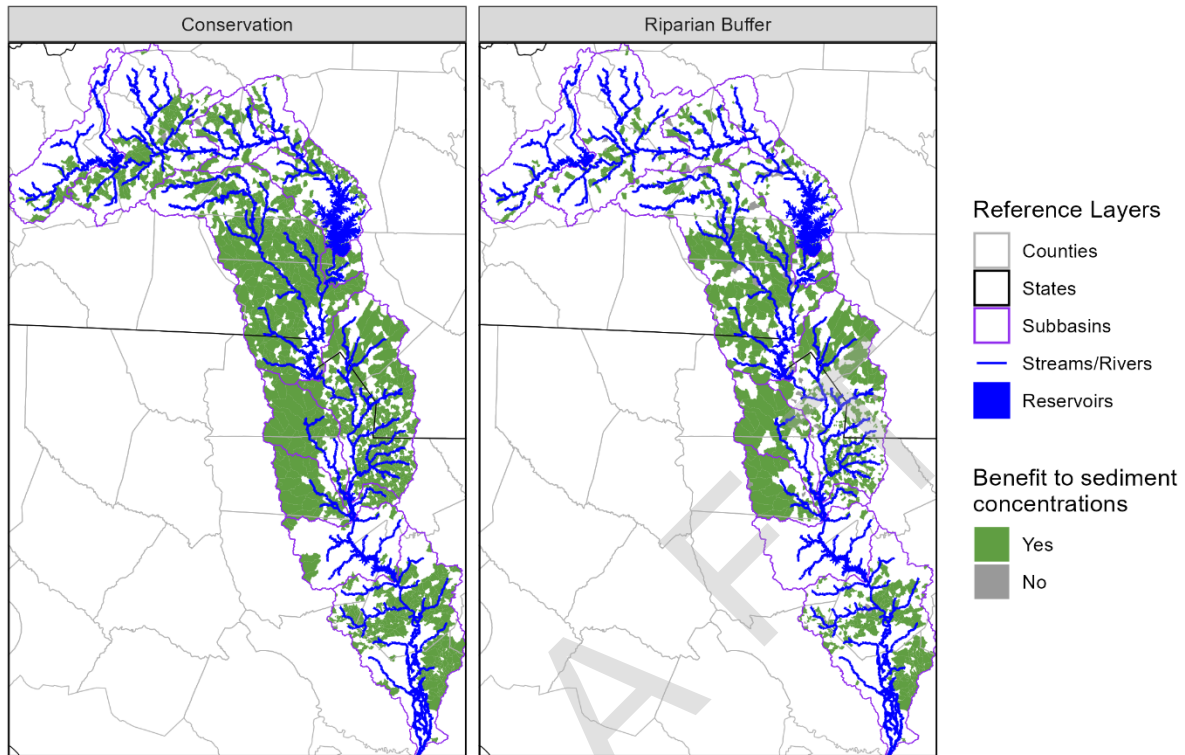 Conservation
Riparian Buffer
Reference Layers
Counties
States
Subbasins
Streams/Rivers
Reservoirs
Benefit to sediment
concentrations
Yes
No
A F